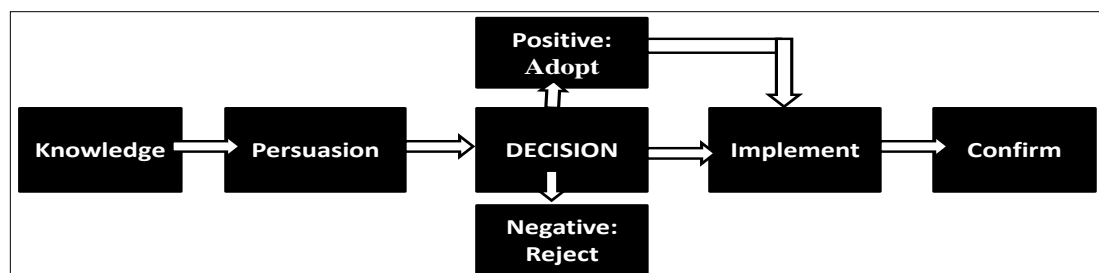 Positive:
Adopt
Knowledge
Persuasion
DECISION
Implement
Confirm
Negative:
Reject